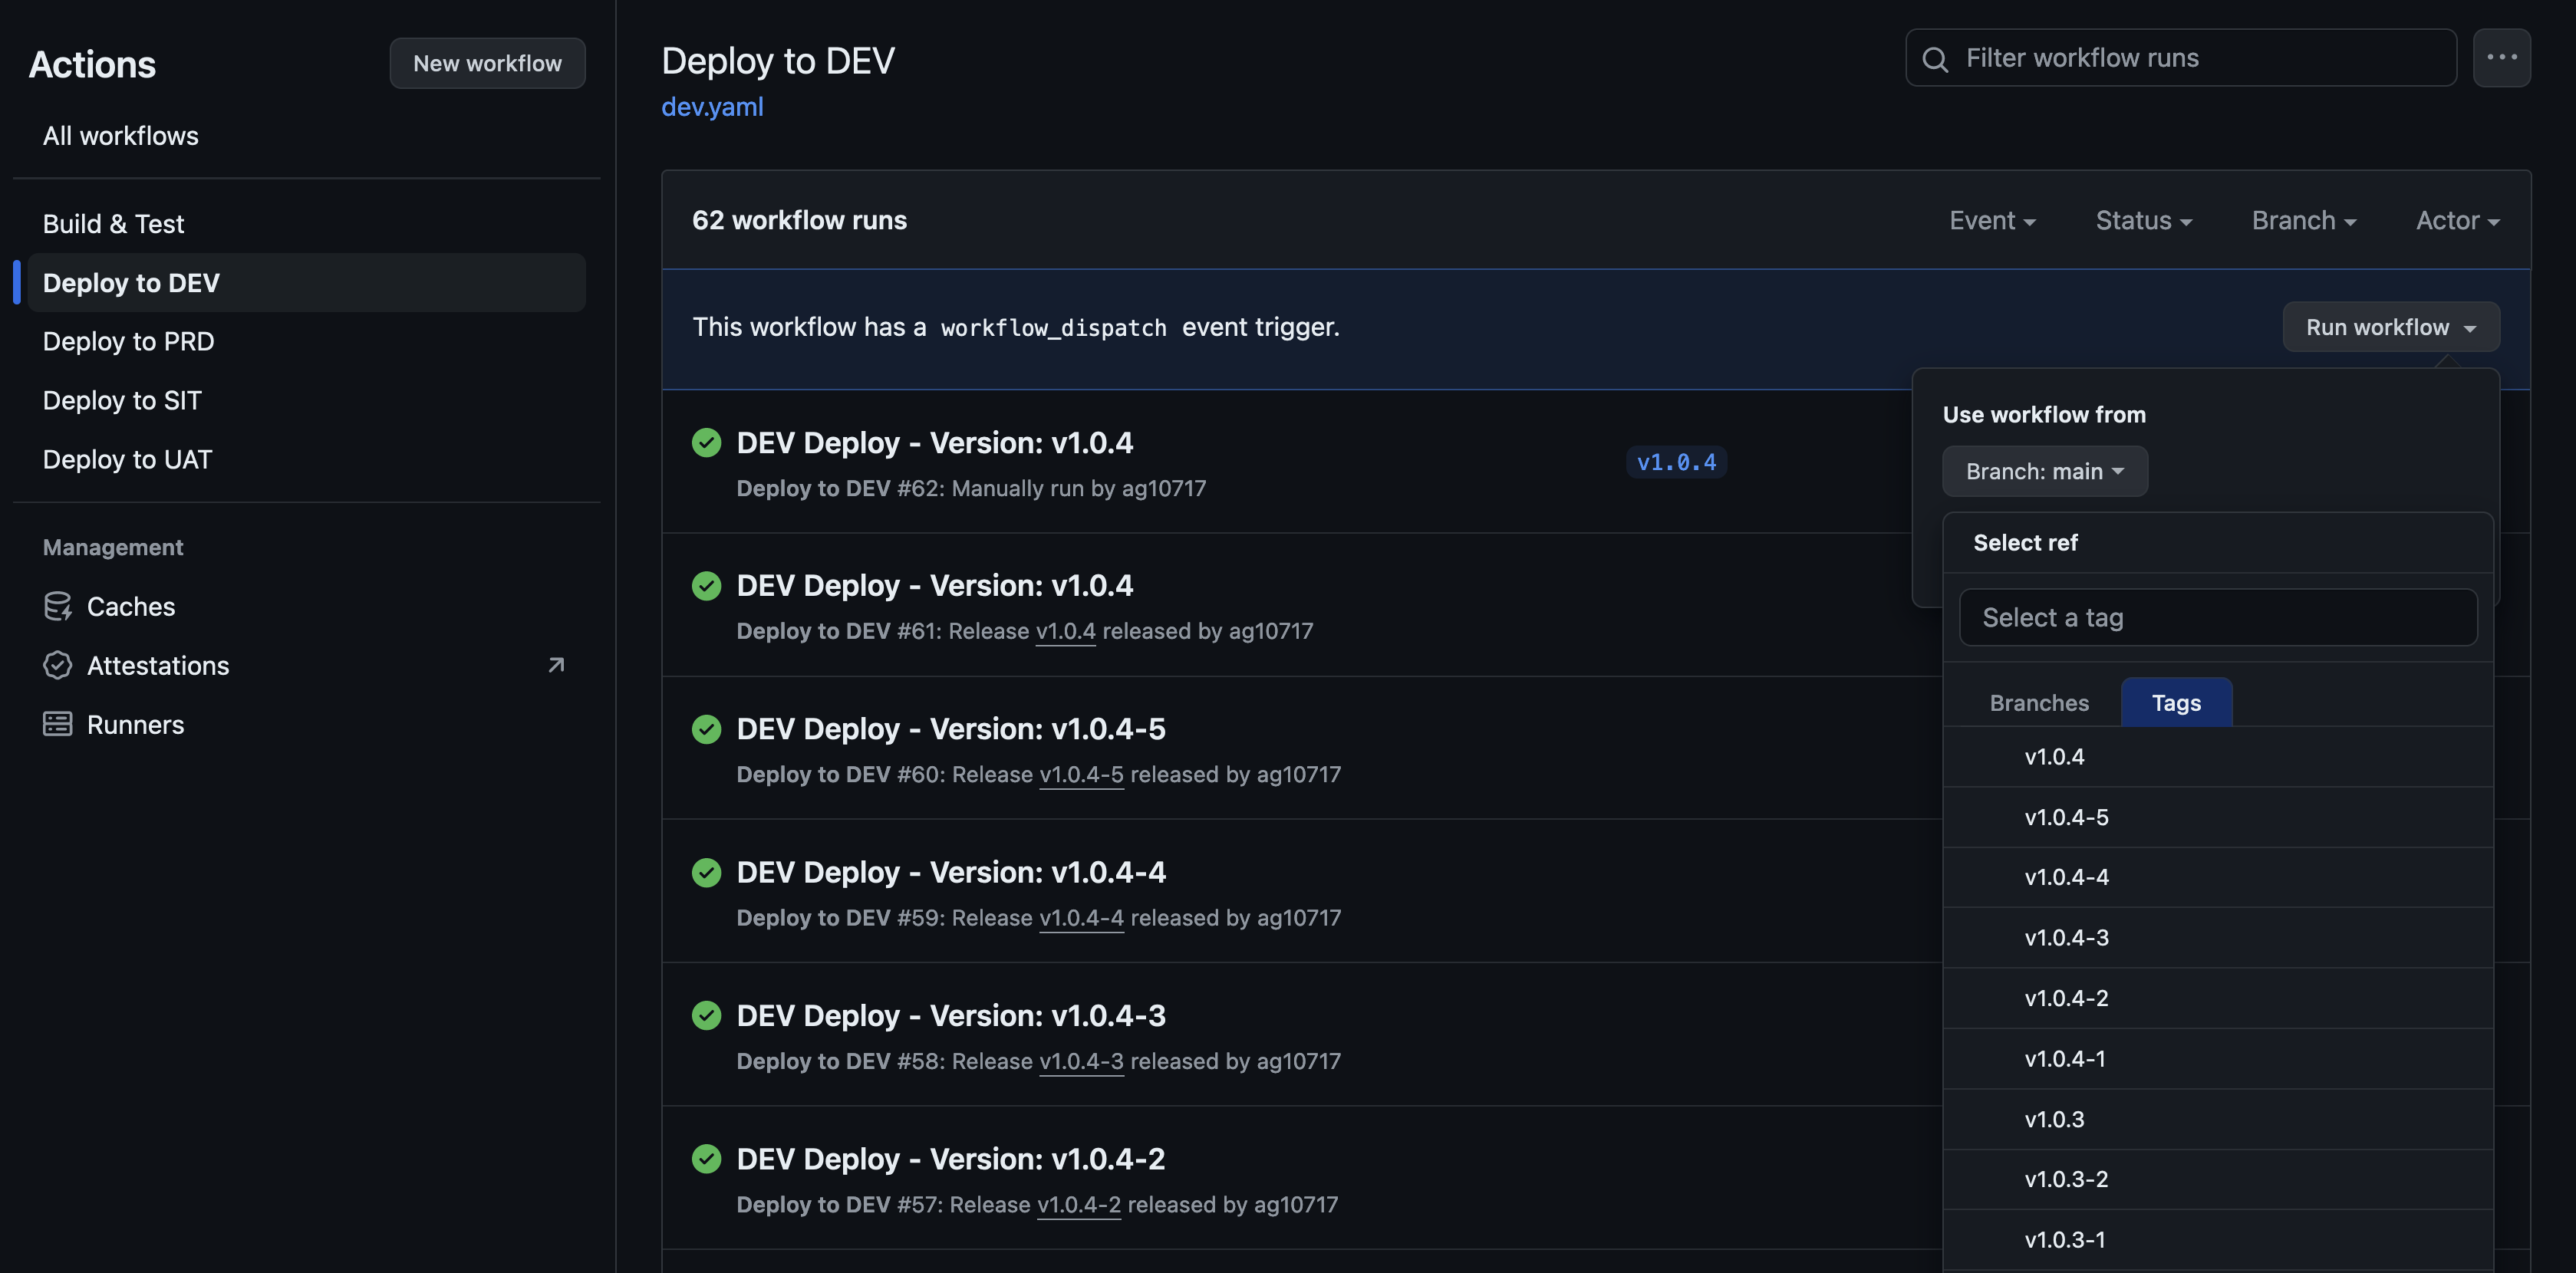 Actions
New workflow
All workflows
Build & Test
Deploy to DEV
Deploy to PRD
Deploy to SIT
Deploy to UAT
Management
Caches
Attestations
Runners
Deploy to DEV
dev.yaml
Filter workflow runs
62 workflow runs
Event
Status
Branch
Actor
This workflow has a workflow_dispatch event trigger.
Run workflow
DEV Deploy - Version: v1.0.4
Deploy to DEV #62: Manually run by ag10717
v1.0.4
DEV Deploy - Version: v1.0.4
Deploy to DEV #61: Release v1.0.4 released by ag10717
DEV Deploy - Version: v1.0.4-5
Deploy to DEV #60: Release v1.0.4-5 released by ag10717
DEV Deploy - Version: v1.0.4-4
Deploy to DEV #59: Release v1.0.4-4 released by ag10717
DEV Deploy - Version: v1.0.4-3
Deploy to DEV #58: Release v1.0.4-3 released by ag10717
DEV Deploy - Version: v1.0.4-2
Deploy to DEV #57: Release v1.0.4-2 released by ag10717
Use workflow from
Branch: main
Select ref
Select a tag
Branches
Tags
v1.0.4
v1.0.4-5
v1.0.4-4
v1.0.4-3
v1.0.4-2
v1.0.4-1
v1.0.3
v1.0.3-2
v1.0.3-1